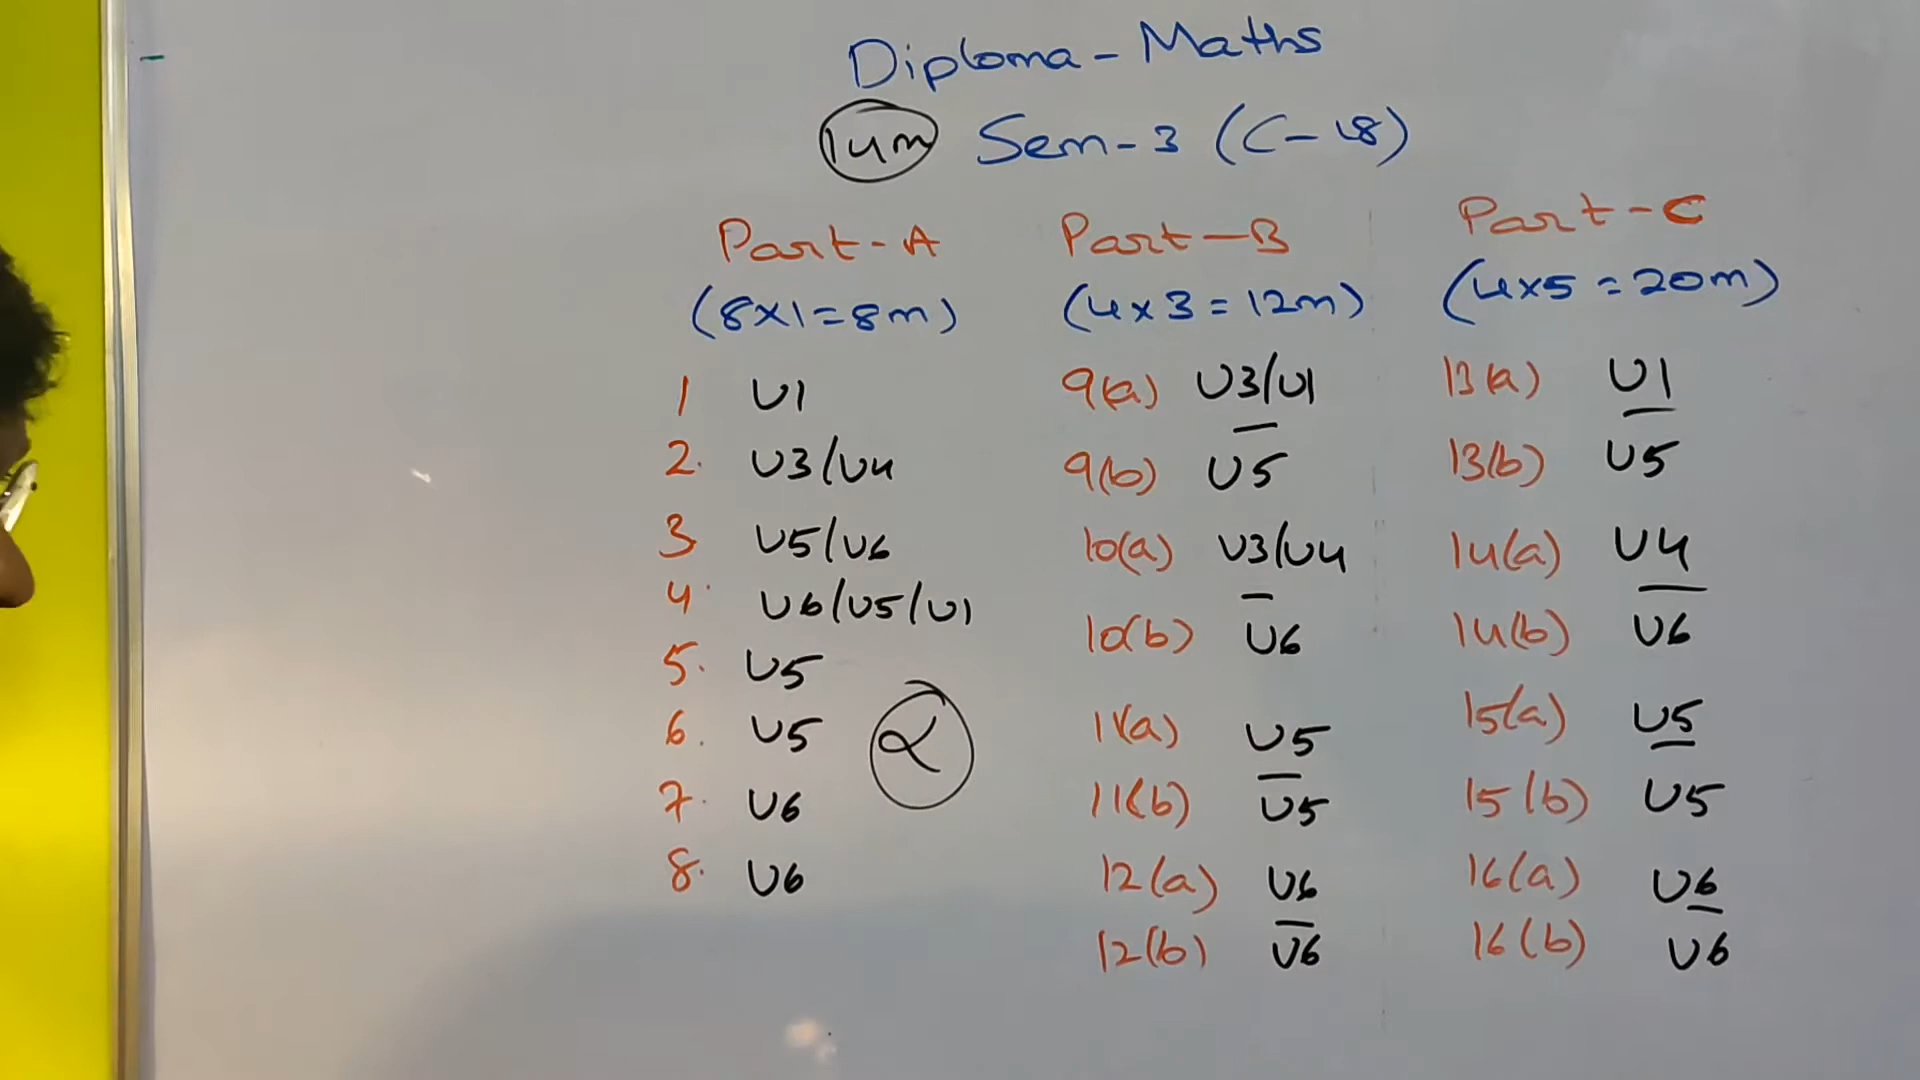 Diploma - Maths
14m Sem-3 (C-18)
Part-A
(8x1=8m)
1 U1
2. U3/U4
3 U5/U6
4. U6/U5/U1
5. U5
6. U5
7. U6
8. U6
α
Part-B
(4x3=12m)
9(a) U3/U1
9(b) U5
10(a) U3/U4
10(b) U6
11(a) U5
11(b) U5
12(a) U6
12(b) U6
Part-C
(4x5=20m)
13(a) U1
13(b) U5
14(a) U4
14(b) U6
15(a) U5
15(b) U5
16(a) U6
16(b) U6